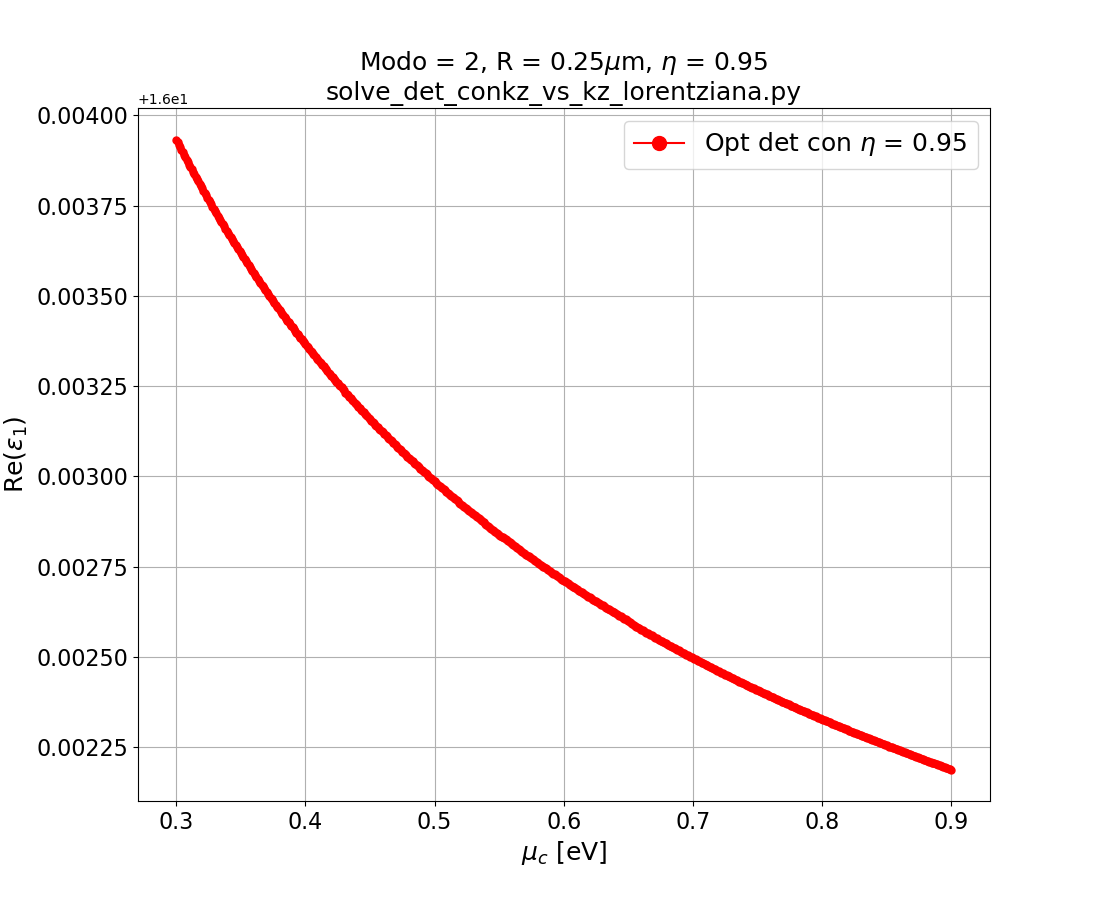 Modo = 2, R = 0.25μm, η = 0.95
solve_det_conkz_vs_kz_lorentziana.py
+1.6e1
Opt det con η = 0.95
0.00400
0.00375
0.00350
0.00325
0.00300
0.00275
0.00250
0.00225
Re(ε₁)
0.3 0.4 0.5 0.6 0.7 0.8 0.9
μ_c [eV]